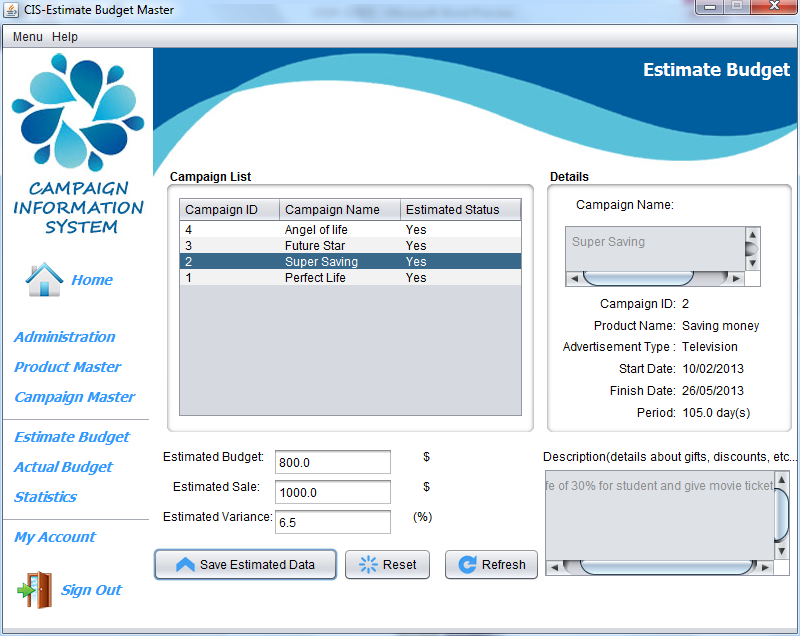 CIS-Estimate Budget Master
Menu Help
Estimate Budget
CAMPAIGN
INFORMATION
SYSTEM
Home
Administration
Product Master
Campaign Master
Estimate Budget
Actual Budget
Statistics
My Account
Sign Out
Campaign List
Campaign ID Campaign Name Estimated Status
4 Angel of life Yes
3 Future Star Yes
2 Super Saving Yes
1 Perfect Life Yes
Details
Campaign Name:
Super Saving
Campaign ID: 2
Product Name: Saving money
Advertisement Type : Television
Start Date: 10/02/2013
Finish Date: 26/05/2013
Period: 105.0 day(s)
Estimated Budget: 800.0 $
Estimated Sale: 1000.0 $
Estimated Variance: 6.5 (%)
Description(details about gifts, discounts, etc...
fe of 30% for student and give movie ticket
Save Estimated Data Reset Refresh